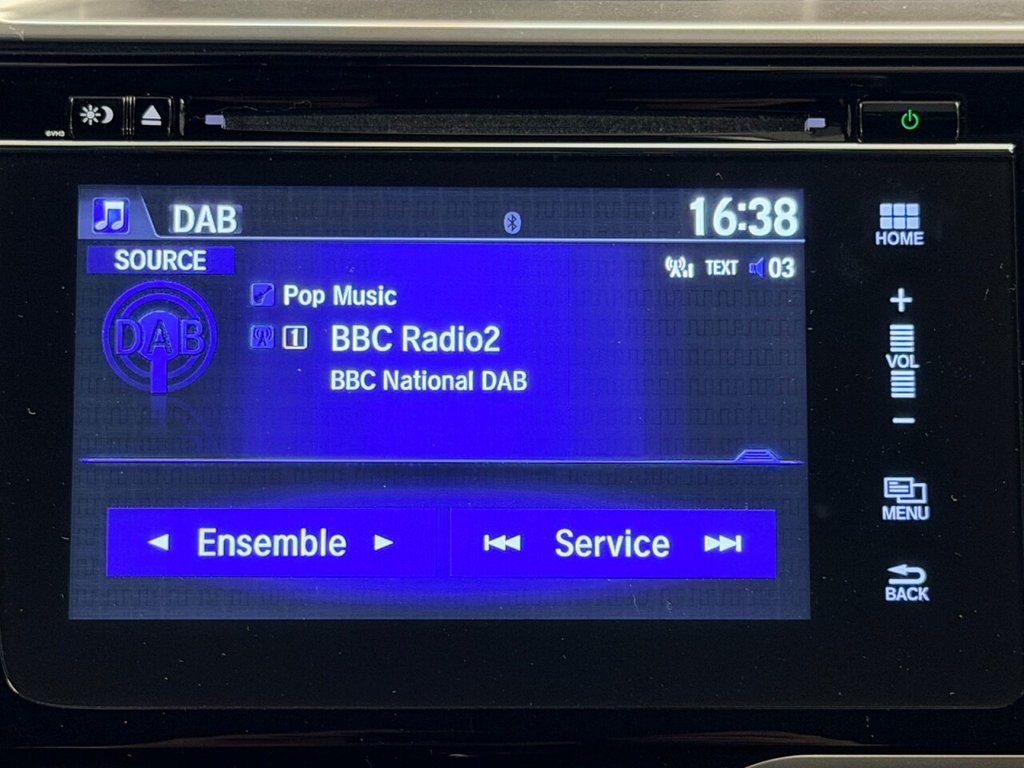 DAB
16:38
SOURCE
TEXT 03
DAB
Pop Music
1 BBC Radio2
BBC National DAB
Ensemble
Service
HOME
+
VOL
−
MENU
BACK